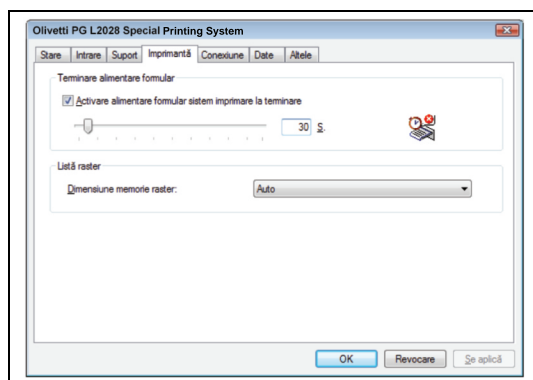 Olivetti PG L2028 Special Printing System
Stare Intrare Suport Imprimantă Conexiune Date Altele
Terminare alimentare formular
Activare alimentare formular sistem imprimare la terminare
30 S.
Listă raster
Dimensiune memorie raster: Auto
OK Revocare Se aplică